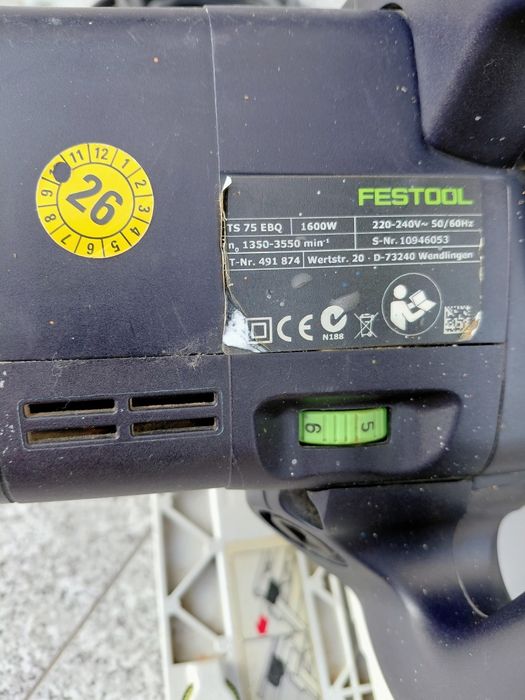 FESTOOL
TS 75 EBQ 1600W 220-240V~ 50/60Hz
n₀ 1350-3550 min⁻¹ S-Nr. 10946053
T-Nr. 491 874 Wertstr. 20 · D-73240 Wendlingen
CE
N188
26
11 12 1 2 3 4 5 6 7 8 9
6 5